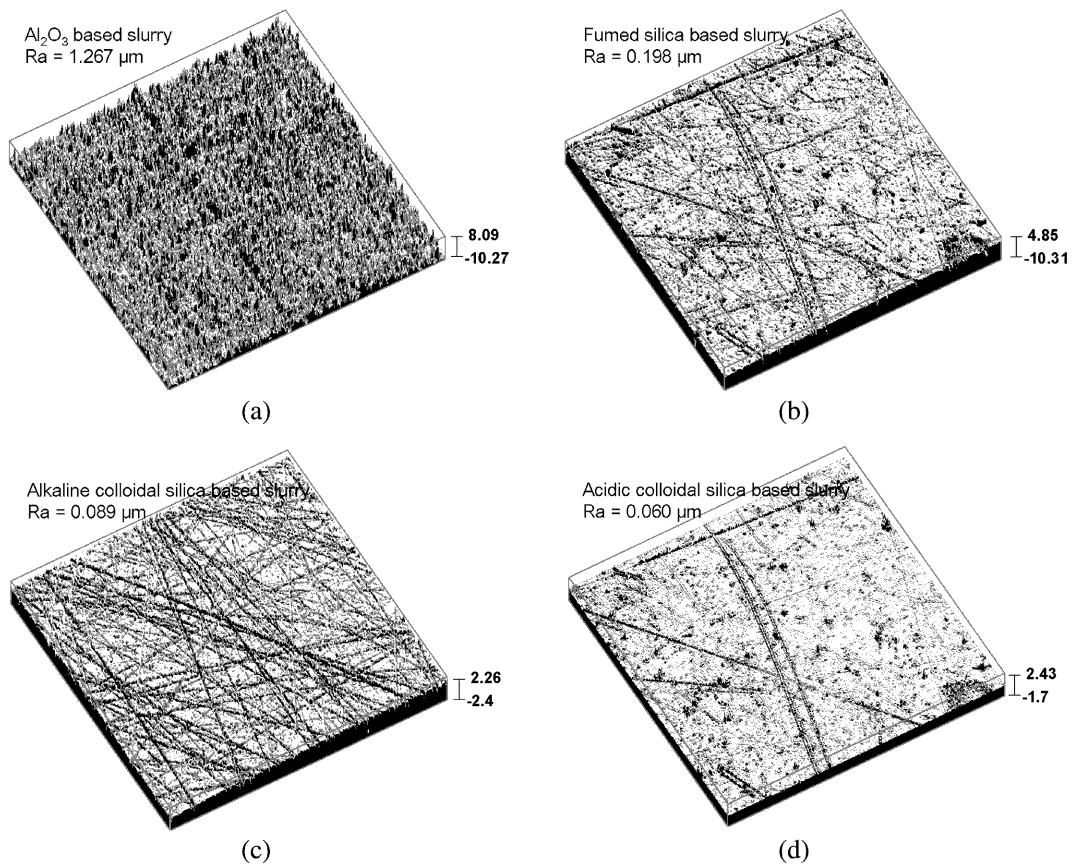 Al₂O₃ based slurry
Ra = 1.267 µm
8.09
-10.27
(a)
Fumed silica based slurry
Ra = 0.198 µm
4.85
-10.31
(b)
Alkaline colloidal silica based slurry
Ra = 0.089 µm
2.26
-2.4
(c)
Acidic colloidal silica based slurry
Ra = 0.060 µm
2.43
-1.7
(d)